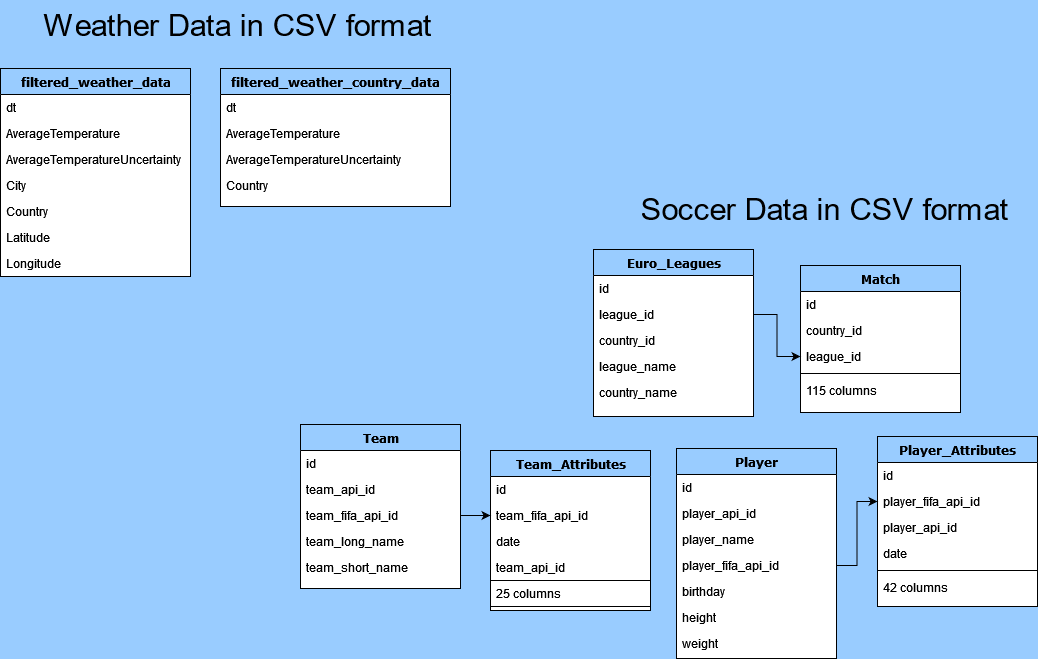 Weather Data in CSV format
filtered_weather_data
dt
AverageTemperature
AverageTemperatureUncertainty
City
Country
Latitude
Longitude
filtered_weather_country_data
dt
AverageTemperature
AverageTemperatureUncertainty
Country
Soccer Data in CSV format
Euro_Leagues
id
league_id
country_id
league_name
country_name
Match
id
country_id
league_id
115 columns
Team
id
team_api_id
team_fifa_api_id
team_long_name
team_short_name
Team_Attributes
id
team_fifa_api_id
date
team_api_id
25 columns
Player
id
player_api_id
player_name
player_fifa_api_id
birthday
height
weight
Player_Attributes
id
player_fifa_api_id
player_api_id
date
42 columns